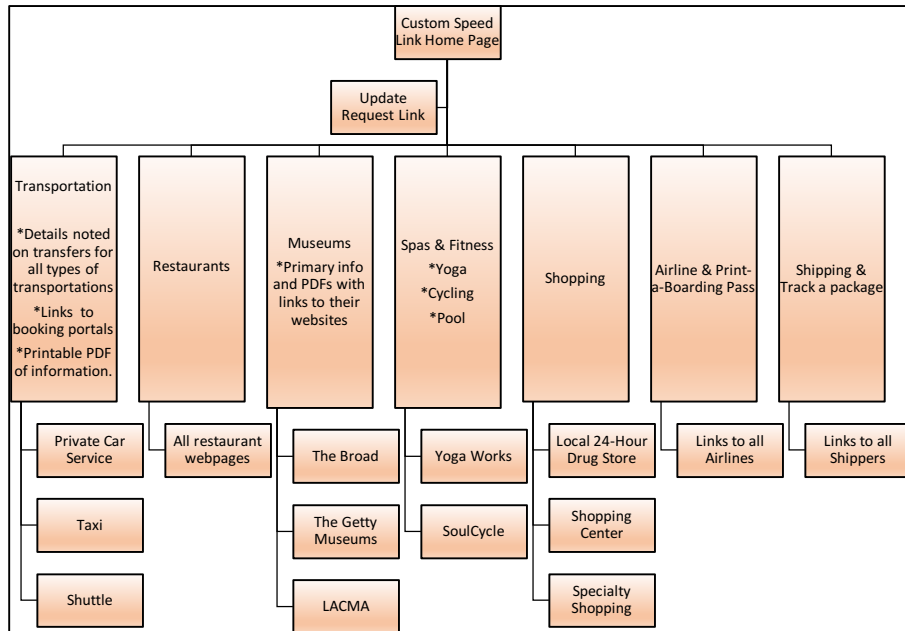 Custom Speed
Link Home Page
Update
Request Link
Transportation
*Details noted
on transfers for
all types of
transportations
*Links to
booking portals
*Printable PDF
of information.
Restaurants
Museums
*Primary info
and PDFs with
links to their
websites
Spas & Fitness
*Yoga
*Cycling
*Pool
Shopping
Airline & Print-
a-Boarding Pass
Shipping &
Track a package
Private Car
Service
Taxi
Shuttle
All restaurant
webpages
The Broad
The Getty
Museums
LACMA
Yoga Works
SoulCycle
Local 24-Hour
Drug Store
Shopping
Center
Specialty
Shopping
Links to all
Airlines
Links to all
Shippers